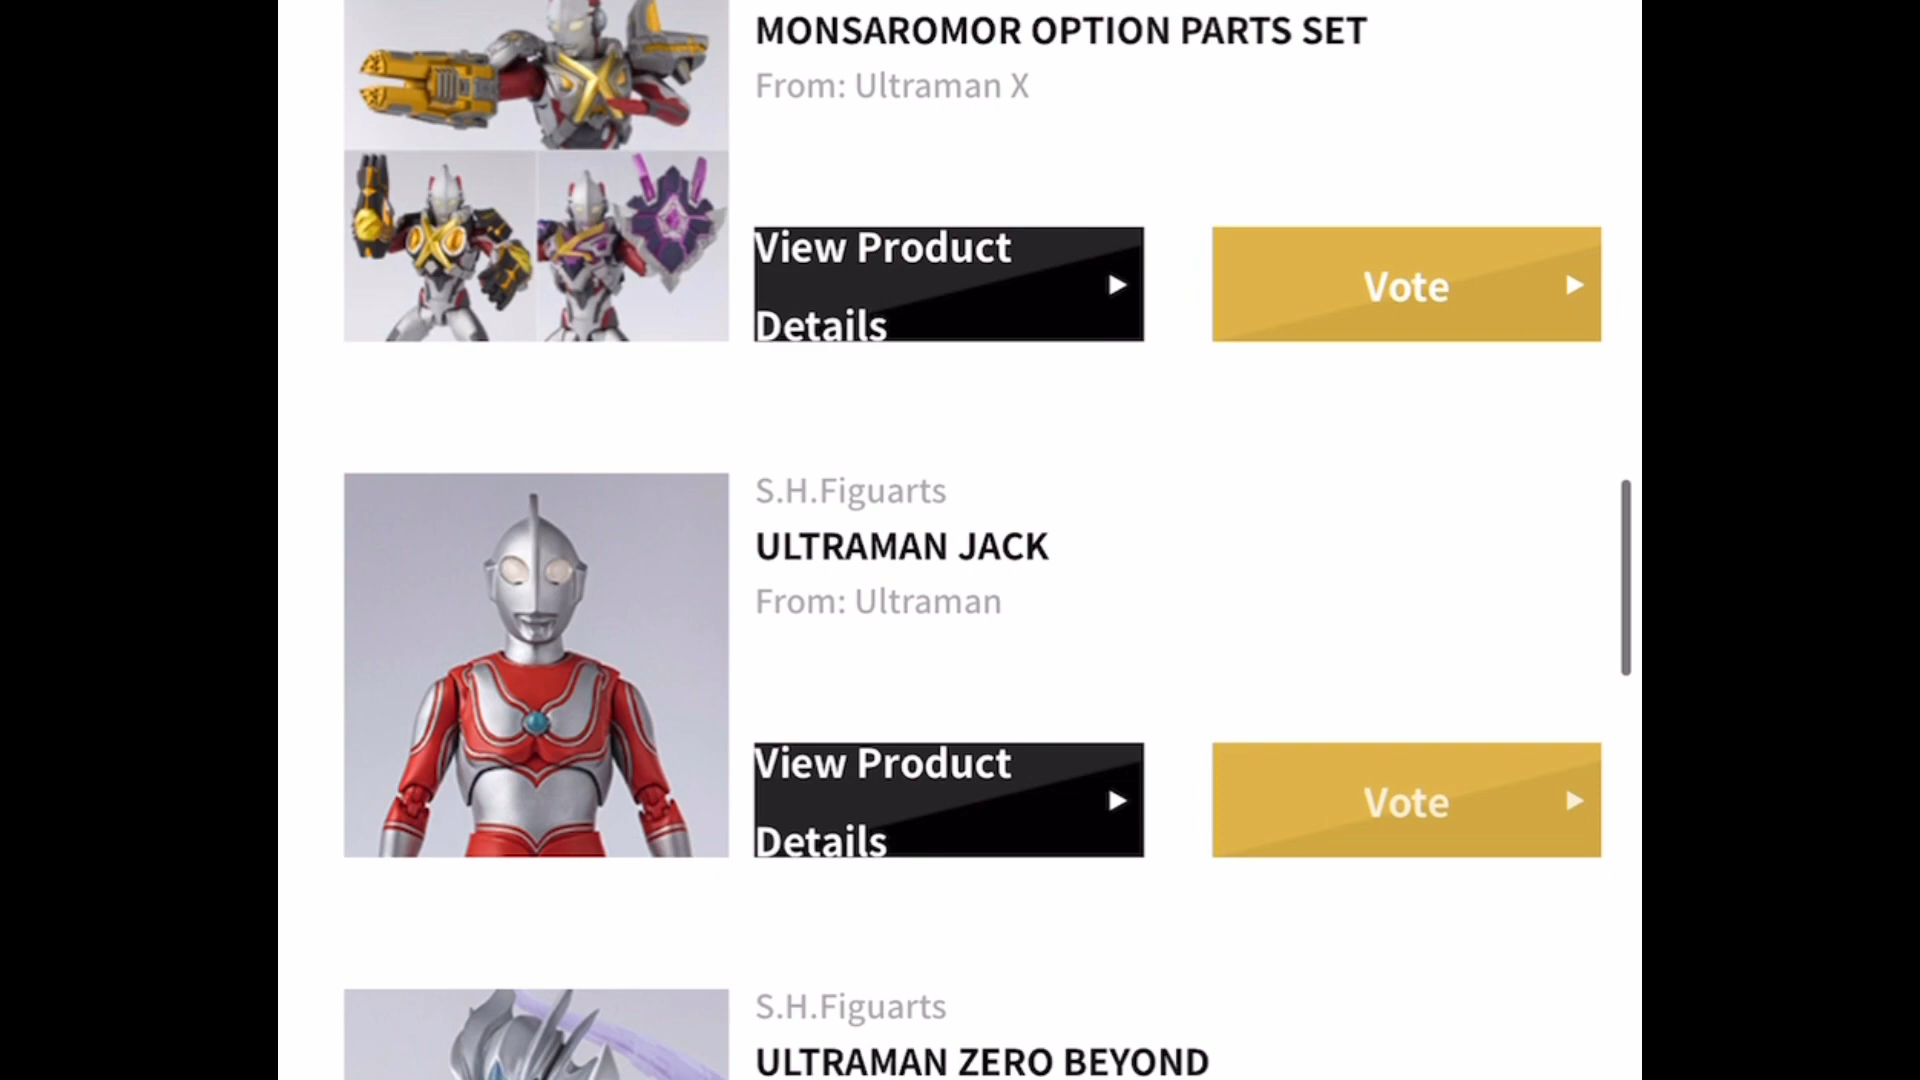 MONSAROMOR OPTION PARTS SET
From: Ultraman X
View Product
Details
Vote
S.H.Figuarts
ULTRAMAN JACK
From: Ultraman
View Product
Details
Vote
S.H.Figuarts
ULTRAMAN ZERO BEYOND